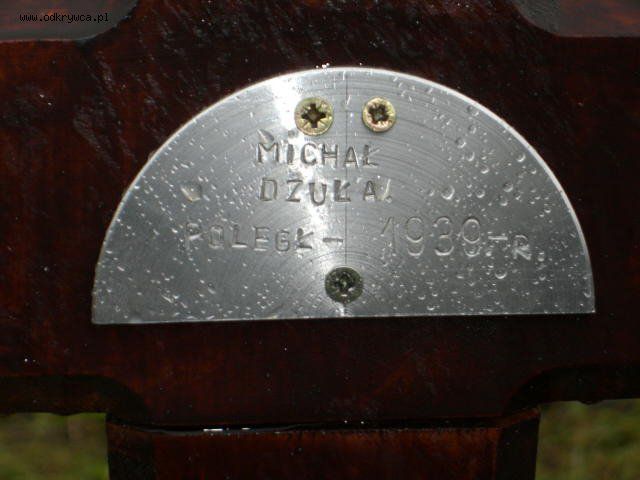 www.odkrywca.pl
MICHAŁ
DZUŁA
POLEGŁ - 1939-R.